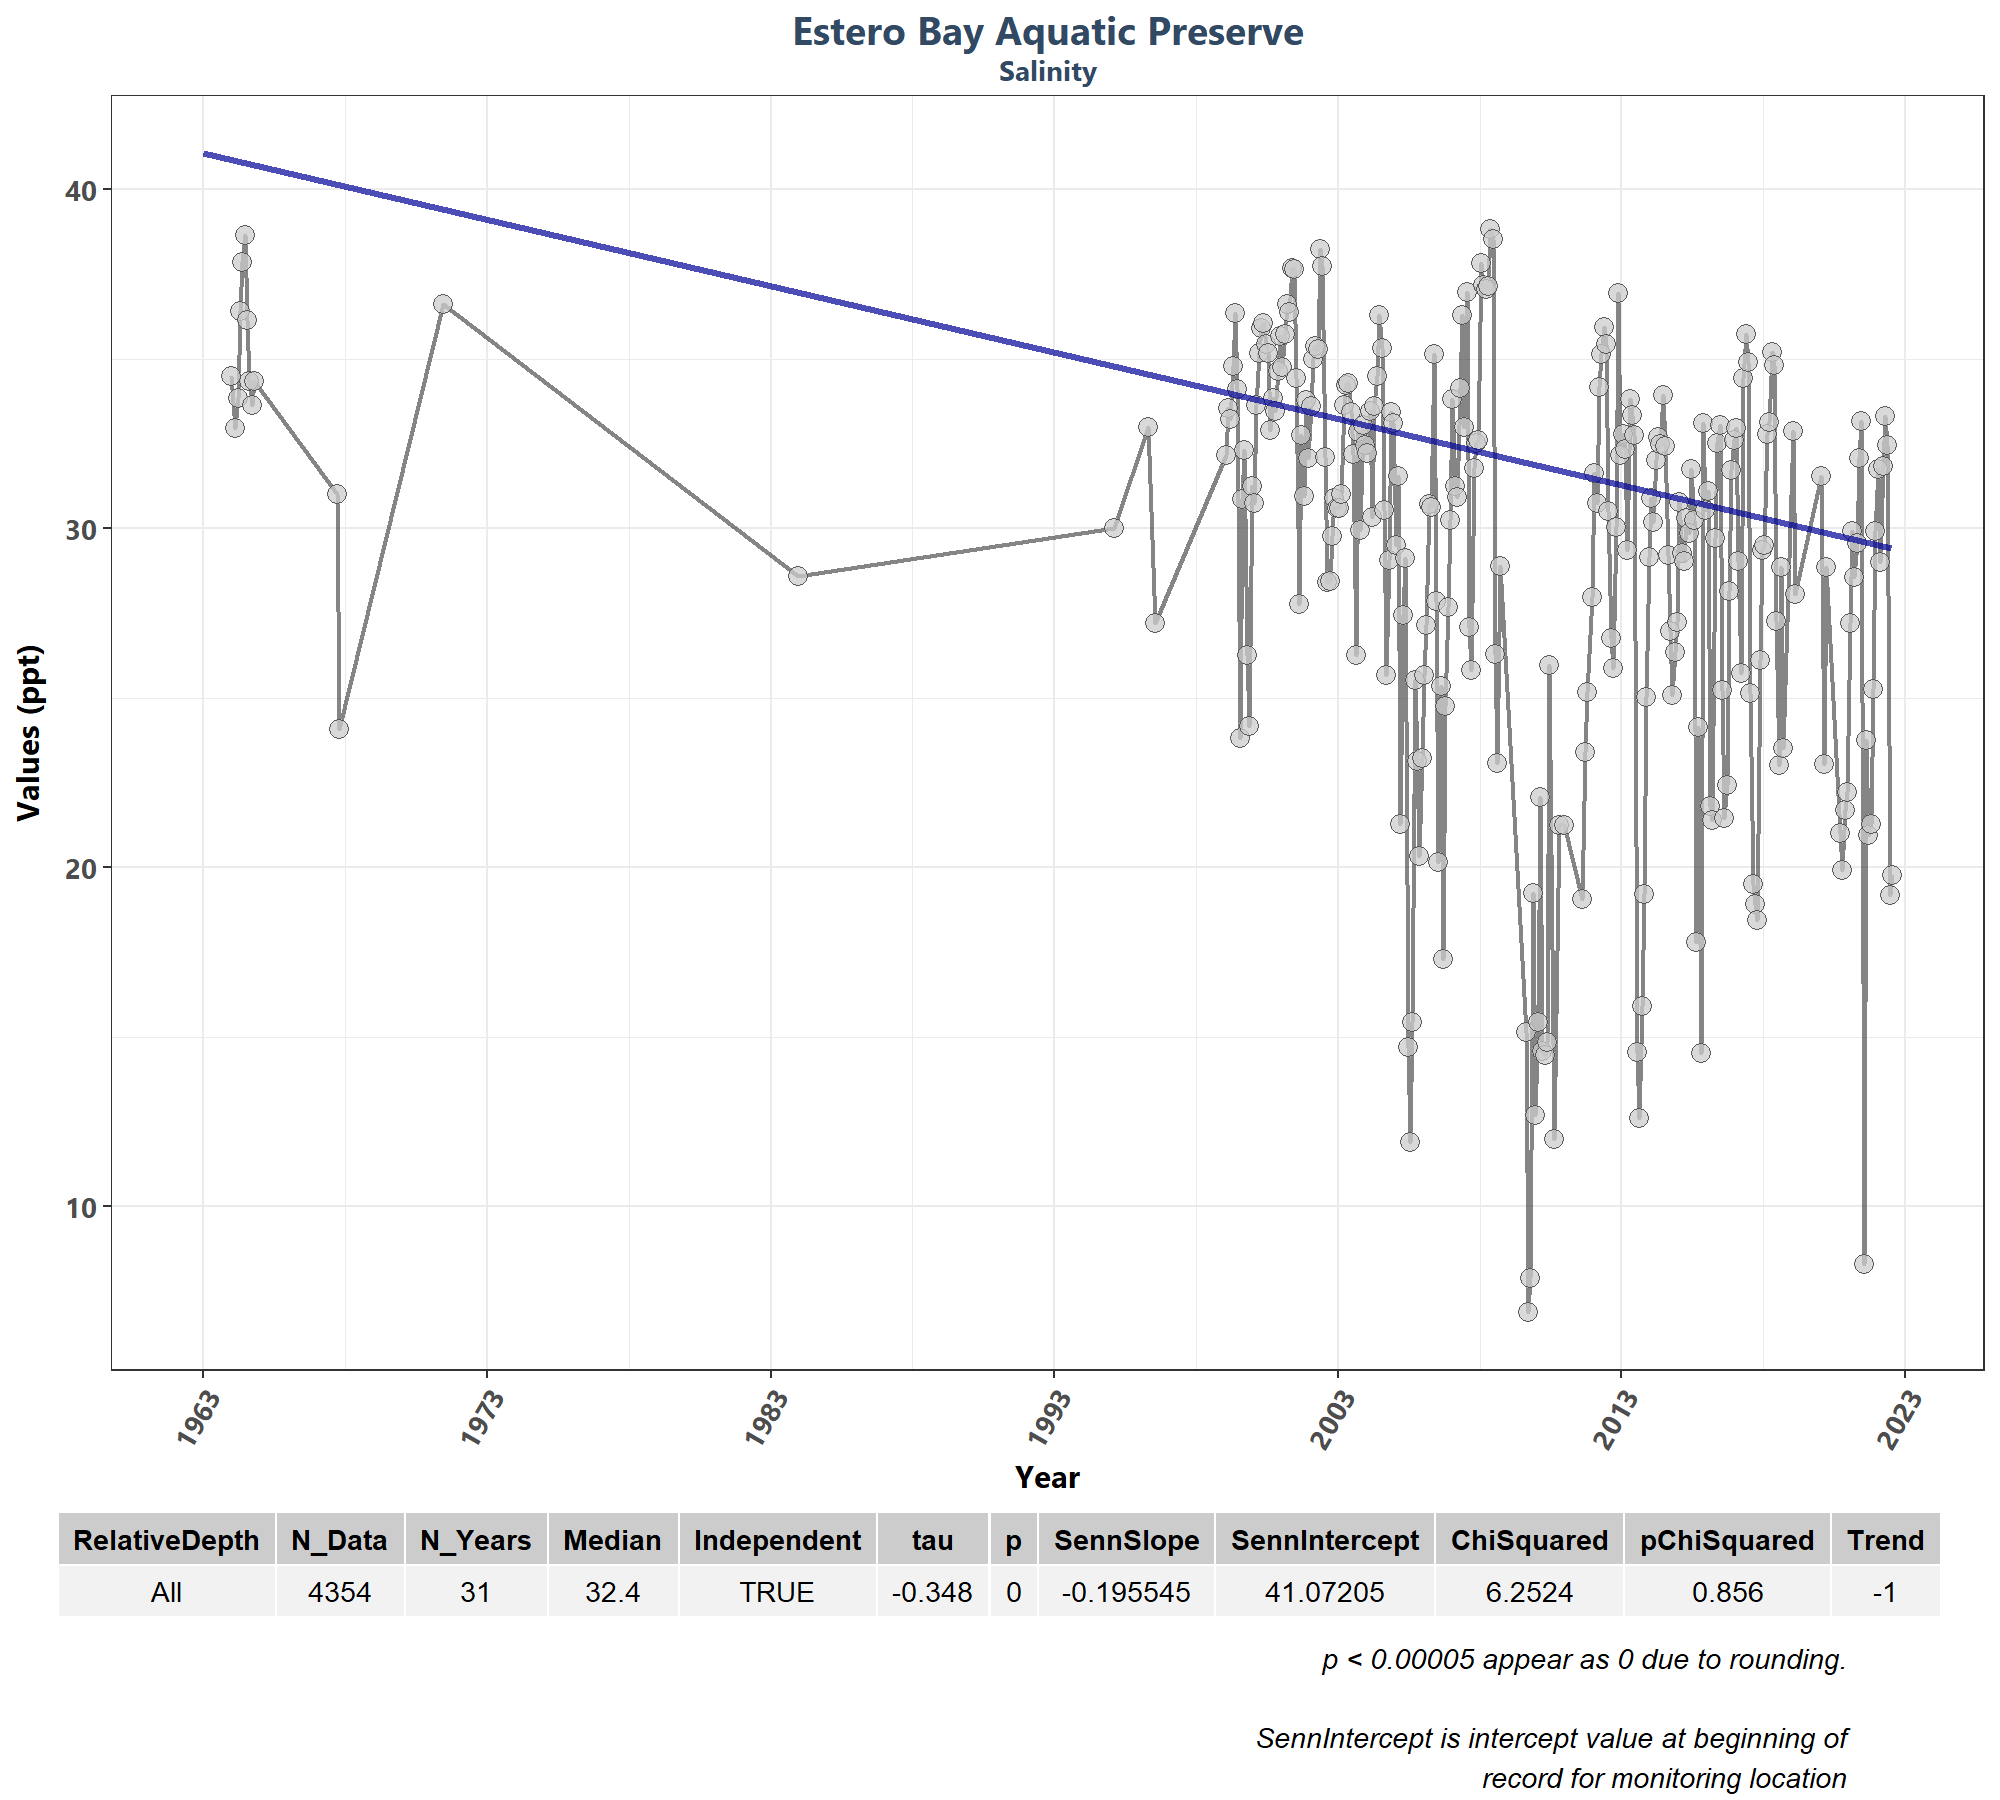 Estero Bay Aquatic Preserve
Salinity
Values (ppt)
40
30
20
10
1963 1973 1983 1993 2003 2013 2023
Year
RelativeDepth N_Data N_Years Median Independent tau p SennSlope SennIntercept ChiSquared pChiSquared Trend
All 4354 31 32.4 TRUE -0.348 0 -0.195545 41.07205 6.2524 0.856 -1
p < 0.00005 appear as 0 due to rounding.
SennIntercept is intercept value at beginning of
record for monitoring location